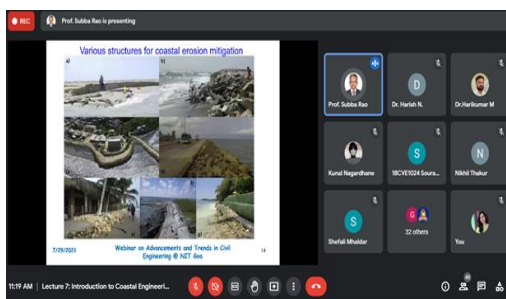 REC
Prof. Subba Rao is presenting
Various structures for coastal erosion mitigation
a)
b)
7/29/2021
Webinar on Advancements and Trends in Civil
Engineering @ NIT Goa
14
Prof. Subba Rao
D
Dr. Harish N.
Dr.Harikumar M
Kunal Nagardhane
S
18CVE1024 Soura...
N
Nikhil Thakur
S
Shefali Mhaldar
G
32 others
You
11:19 AM | Lecture 7: Introduction to Coastal Engineeri...